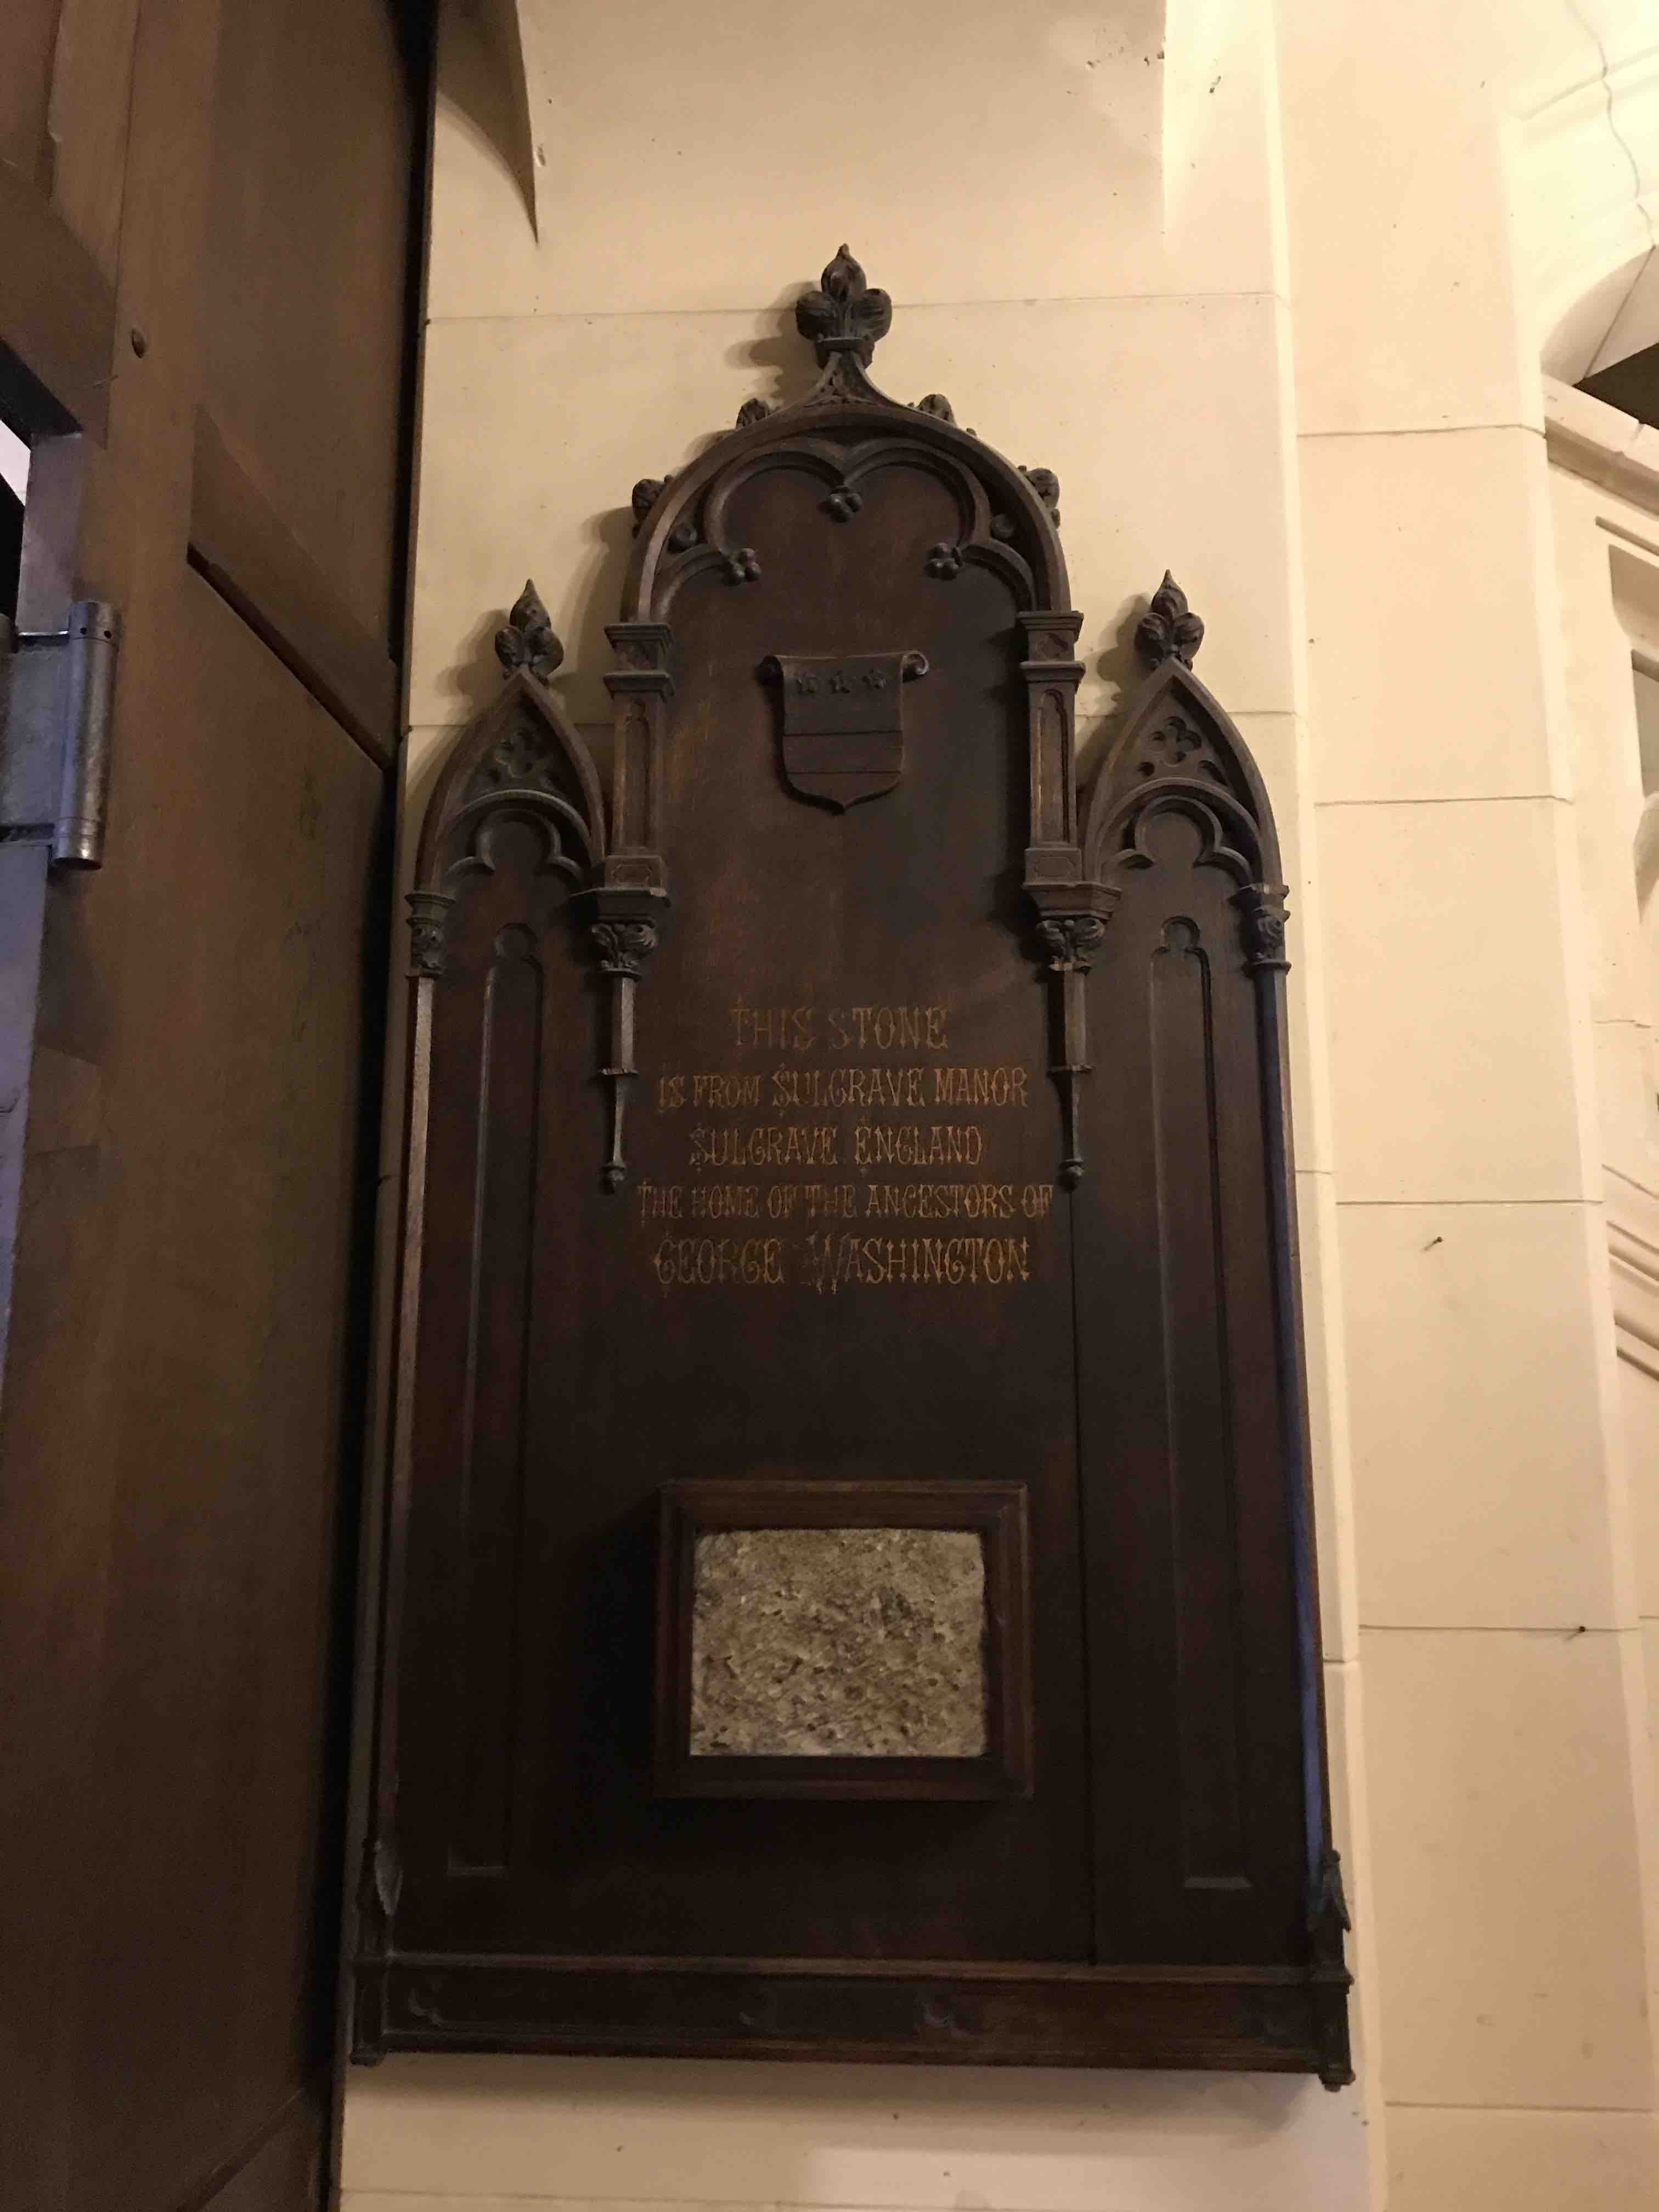 THIS STONE
IS FROM SULGRAVE MANOR
SULGRAVE ENGLAND
THE HOME OF THE ANCESTORS OF
GEORGE WASHINGTON